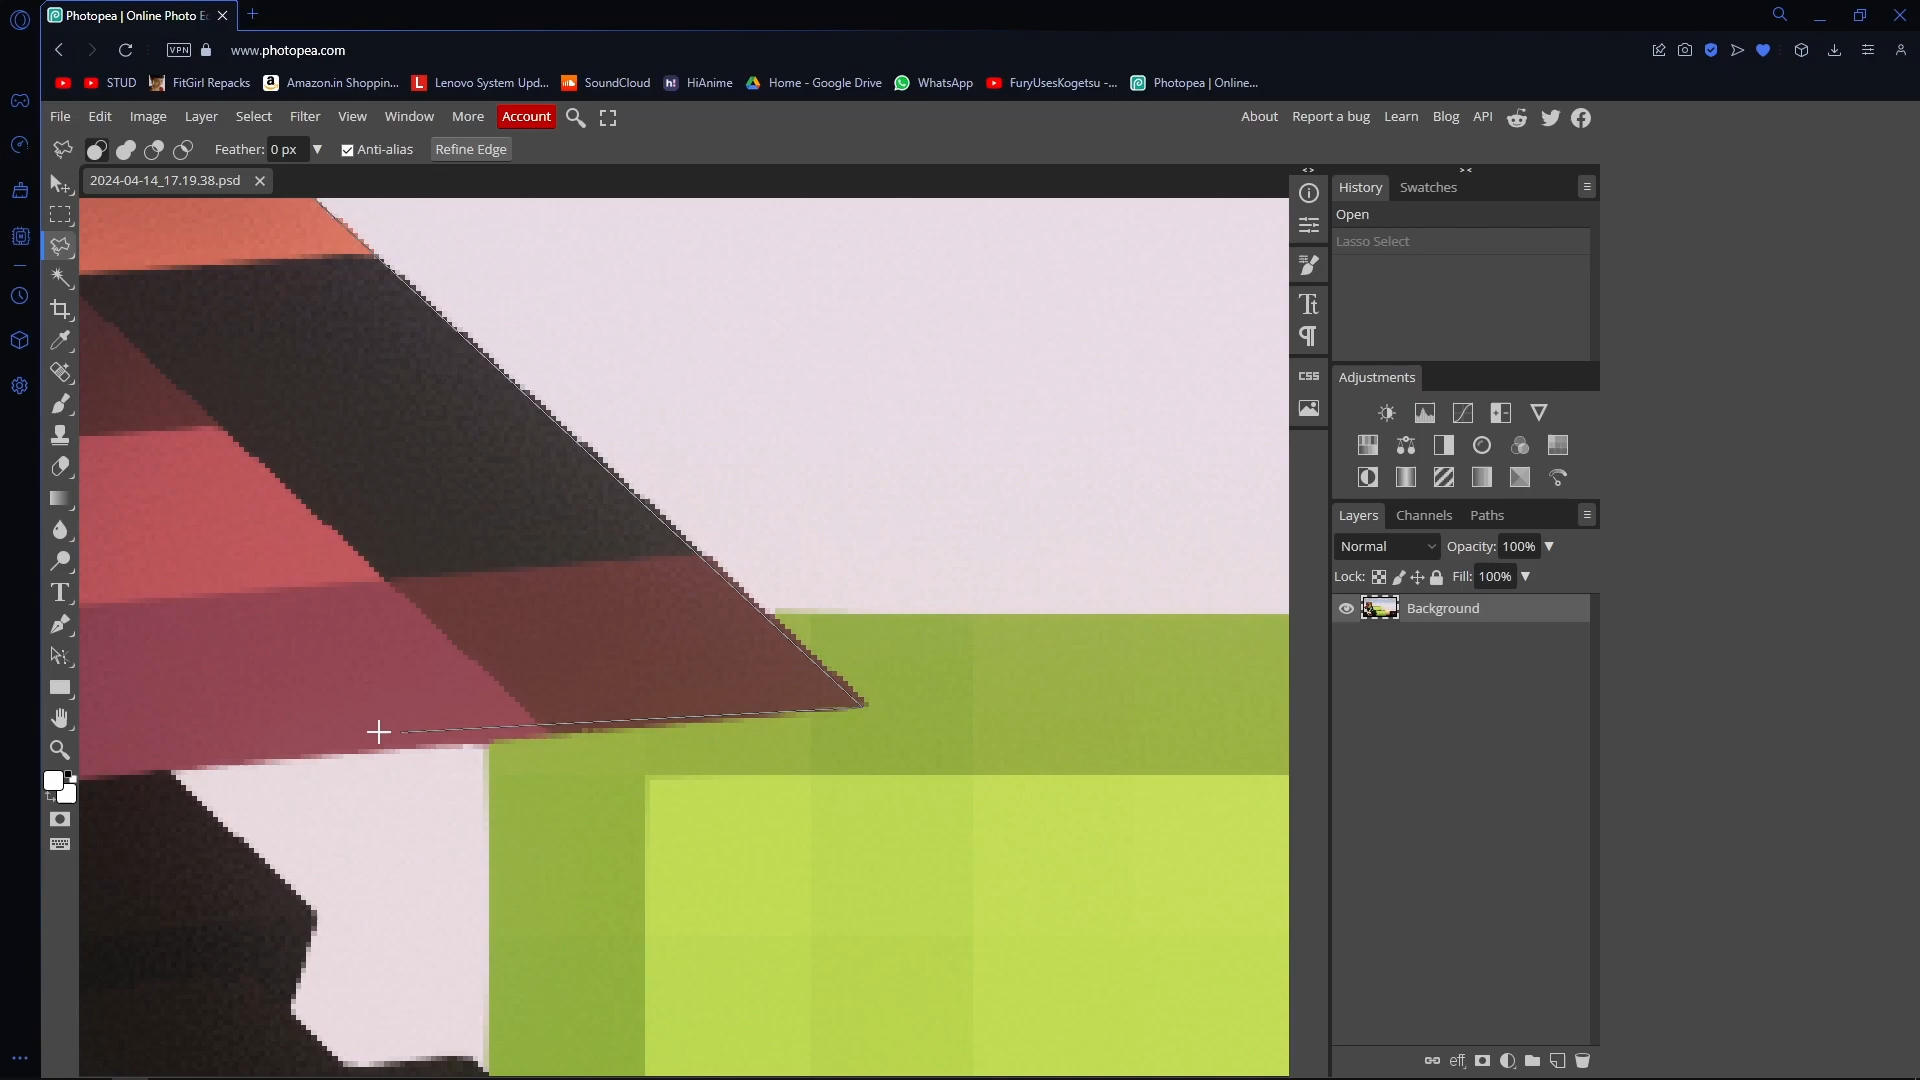 Photopea | Online Photo Ec
VPN
www.photopea.com
STUD
FitGirl Repacks
Amazon.in Shoppin...
Lenovo System Upd...
SoundCloud
h!
HiAnime
Home - Google Drive
WhatsApp
FuryUsesKogetsu -...
Photopea | Online...
File
Edit
Image
Layer
Select
Filter
View
Window
More
Account
About
Report a bug
Learn
Blog
API
Feather: 0 px
Anti-alias
Refine Edge
2024-04-14_17.19.38.psd
History
Swatches
Open
Lasso Select
CSS
Adjustments
Layers
Channels
Paths
Normal
Opacity: 100%
Lock:
Fill: 100%
Background
eff